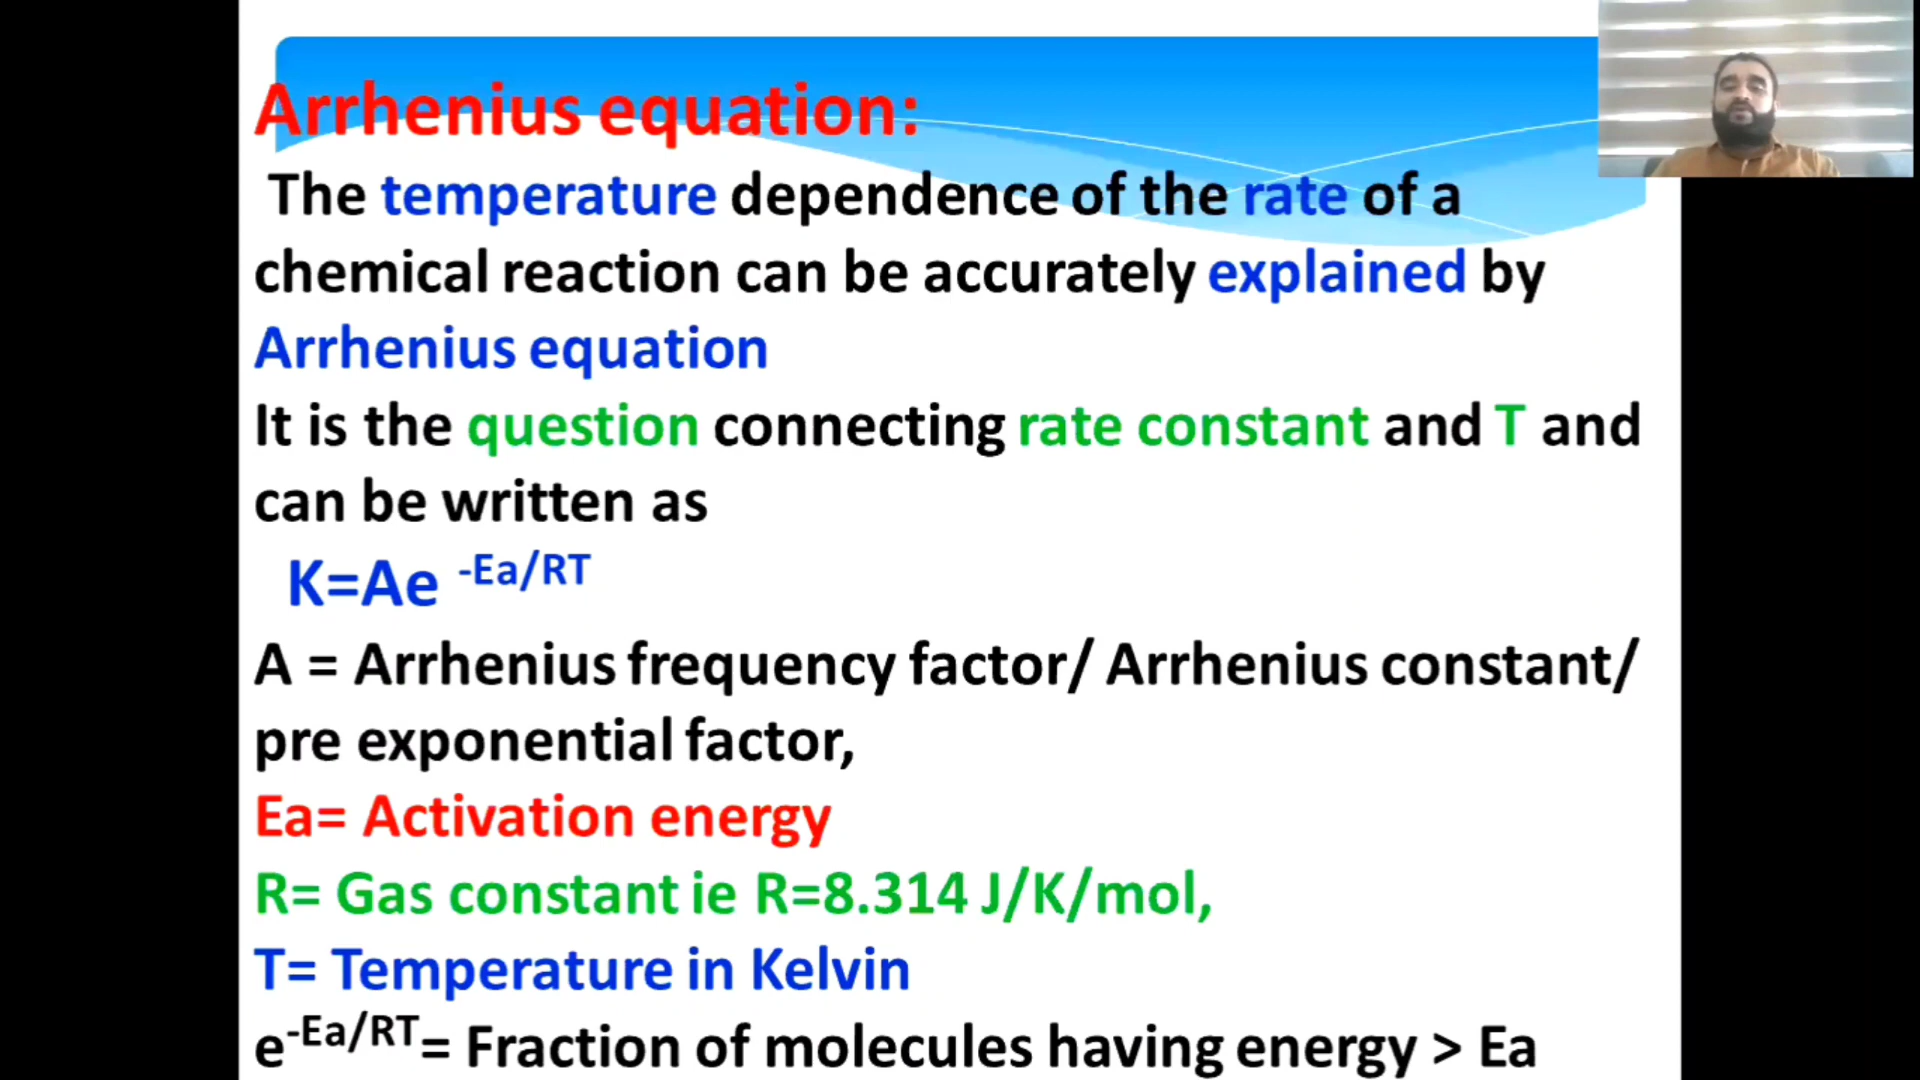 Arrhenius equation:
The temperature dependence of the rate of a
chemical reaction can be accurately explained by
Arrhenius equation
It is the question connecting rate constant and T and
can be written as
K=Ae -Ea/RT
A = Arrhenius frequency factor/ Arrhenius constant/
pre exponential factor,
Ea= Activation energy
R= Gas constant ie R=8.314 J/K/mol,
T= Temperature in Kelvin
e-Ea/RT= Fraction of molecules having energy > Ea